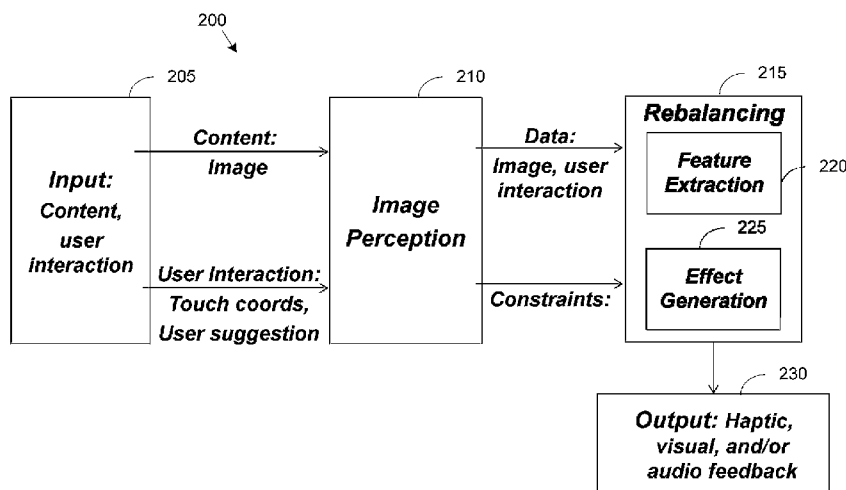 200
205
Input:
Content,
user
interaction
Content:
Image
User Interaction:
Touch coords,
User suggestion
210
Image
Perception
Data:
Image, user
interaction
Constraints:
215
Rebalancing
Feature
Extraction
220
225
Effect
Generation
230
Output: Haptic,
visual, and/or
audio feedback